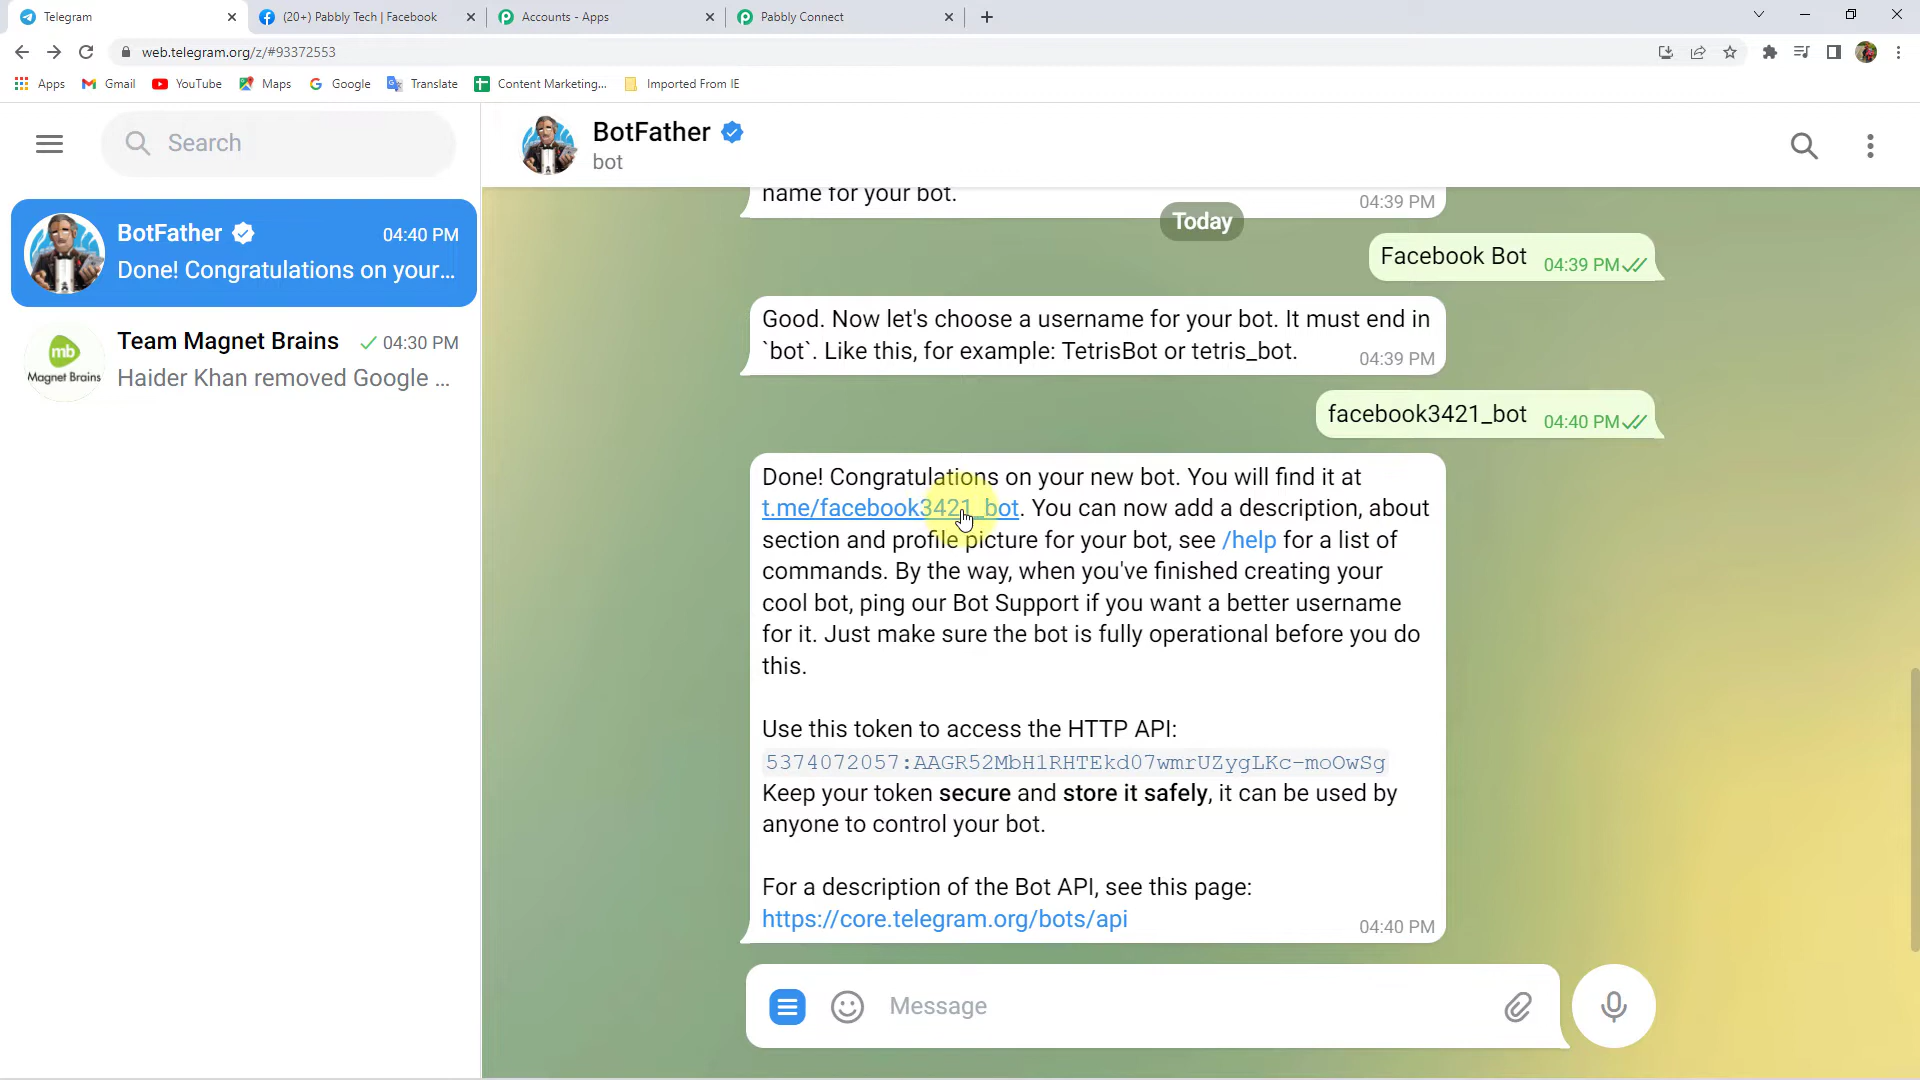 Telegram
(20+) Pabbly Tech | Facebook
Accounts - Apps
Pabbly Connect
web.telegram.org/z/#93372553
Apps
Gmail
YouTube
Maps
Google
Translate
Content Marketing...
Imported From IE
Search
BotFather
bot
BotFather
04:40 PM
Done! Congratulations on your...
Team Magnet Brains
04:30 PM
Haider Khan removed Google ...
mb
Magnet Brains
name for your bot.
04:39 PM
Today
Facebook Bot
04:39 PM
Good. Now let's choose a username for your bot. It must end in
`bot`. Like this, for example: TetrisBot or tetris_bot.
04:39 PM
facebook3421_bot
04:40 PM
Done! Congratulations on your new bot. You will find it at
t.me/facebook3421_bot. You can now add a description, about
section and profile picture for your bot, see /help for a list of
commands. By the way, when you've finished creating your
cool bot, ping our Bot Support if you want a better username
for it. Just make sure the bot is fully operational before you do
this.
Use this token to access the HTTP API:
5374072057:AAGR52MbH1RHTEkd07wmrUZygLKc-moOwSg
Keep your token secure and store it safely, it can be used by
anyone to control your bot.
For a description of the Bot API, see this page:
https://core.telegram.org/bots/api
04:40 PM
Message